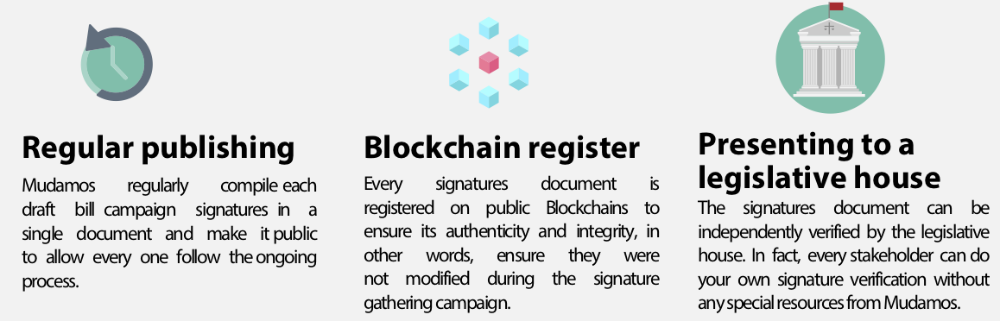 Regular publishing
Mudamos regularly compile each
draft bill campaign signatures in a
single document and make it public
to allow every one follow the ongoing
process.
Blockchain register
Every signatures document is
registered on public Blockchains to
ensure its authenticity and integrity, in
other words, ensure they were
not modified during the signature
gathering campaign.
Presenting to a
legislative house
The signatures document can be
independently verified by the legislative
house. In fact, every stakeholder can do
your own signature verification without
any special resources from Mudamos.